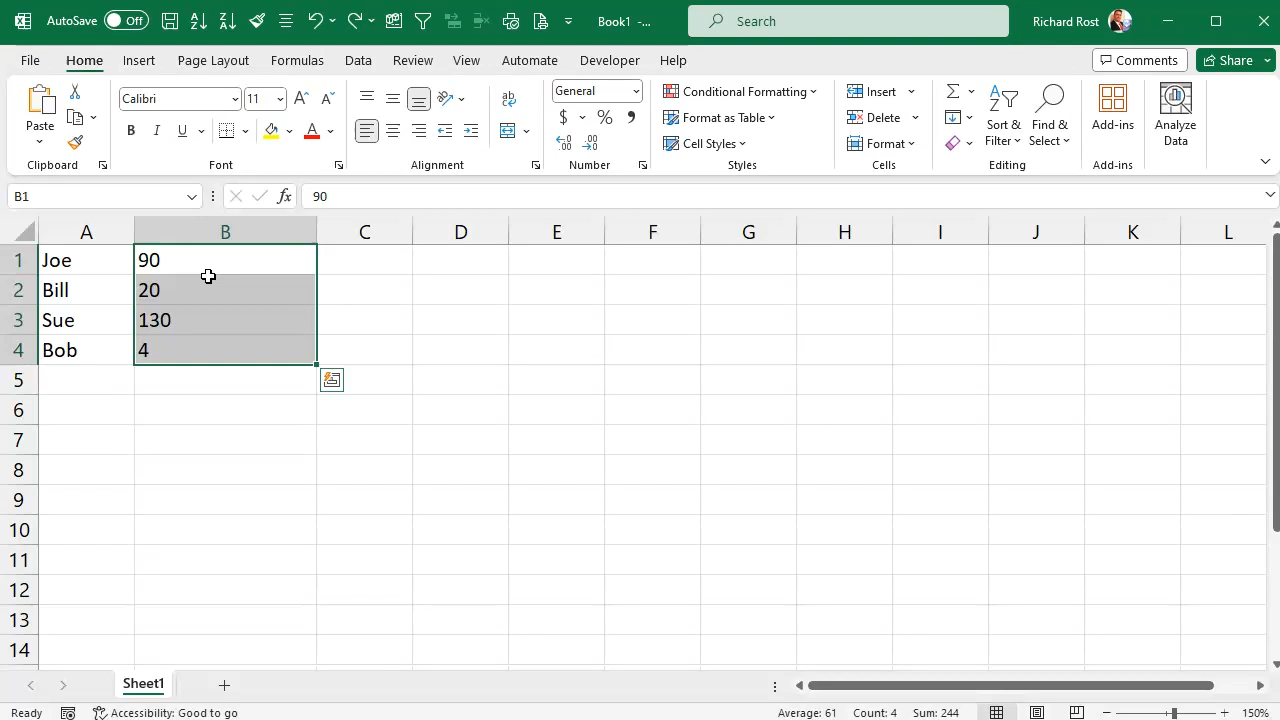 AutoSave Off Book1 -... Search Richard Rost
File Home Insert Page Layout Formulas Data Review View Automate Developer Help Comments Share
Paste
Clipboard
Calibri 11
B I U A
Font
Alignment
General
$ % ,
Number
Conditional Formatting
Format as Table
Cell Styles
Styles
Insert
Delete
Format
Cells
Sort &
Filter
Find &
Select
Editing
Add-ins
Add-ins
Analyze
Data
B1 fx 90
A B C D E F G H I J K L
1 Joe 90
2 Bill 20
3 Sue 130
4 Bob 4
5
6
7
8
9
10
11
12
13
14
Sheet1
Ready Accessibility: Good to go Average: 61 Count: 4 Sum: 244 150%